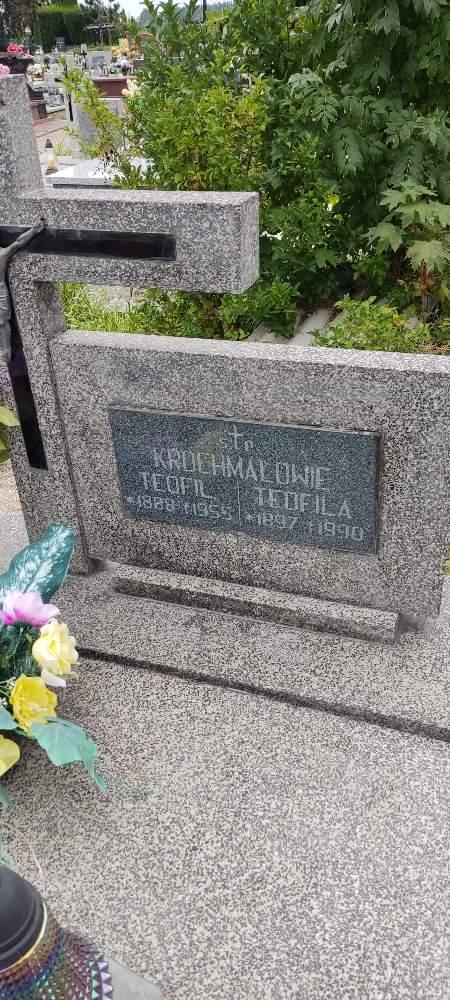 ś†p
KROCHMALOWIE
TEOFIL TEOFILA
*1888 †1955 *1897 †1990